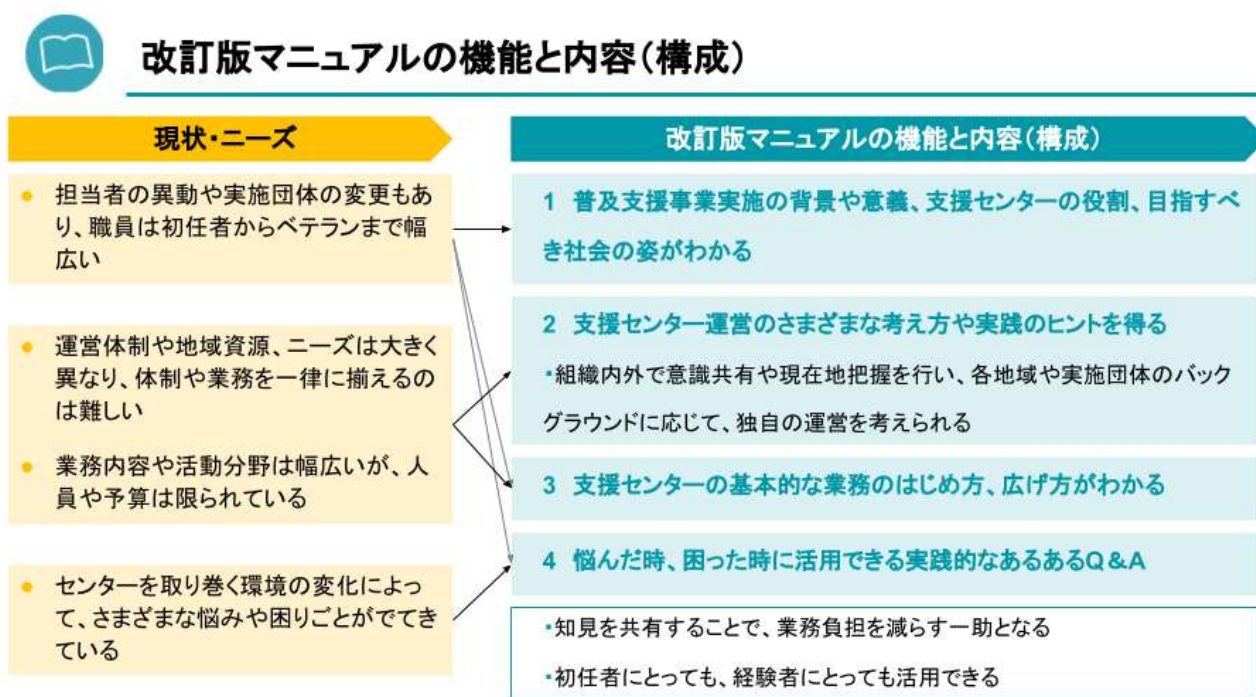 改訂版マニュアルの機能と内容（構成）
現状・ニーズ
● 担当者の異動や実施団体の変更もあ
り、職員は初任者からベテランまで幅
広い
● 運営体制や地域資源、ニーズは大きく
異なり、体制や業務を一律に揃えるの
は難しい
● 業務内容や活動分野は幅広いが、人
員や予算は限られている
● センターを取り巻く環境の変化によっ
て、さまざまな悩みや困りごとがでてき
ている
改訂版マニュアルの機能と内容（構成）
1 普及支援事業実施の背景や意義、支援センターの役割、目指すべ
き社会の姿がわかる
2 支援センター運営のさまざまな考え方や実践のヒントを得る
・組織内外で意識共有や現在地把握を行い、各地域や実施団体のバック
グラウンドに応じて、独自の運営を考えられる
3 支援センターの基本的な業務のはじめ方、広げ方がわかる
4 悩んだ時、困った時に活用できる実践的なあるあるＱ＆Ａ
・知見を共有することで、業務負担を減らす一助となる
・初任者にとっても、経験者にとっても活用できる